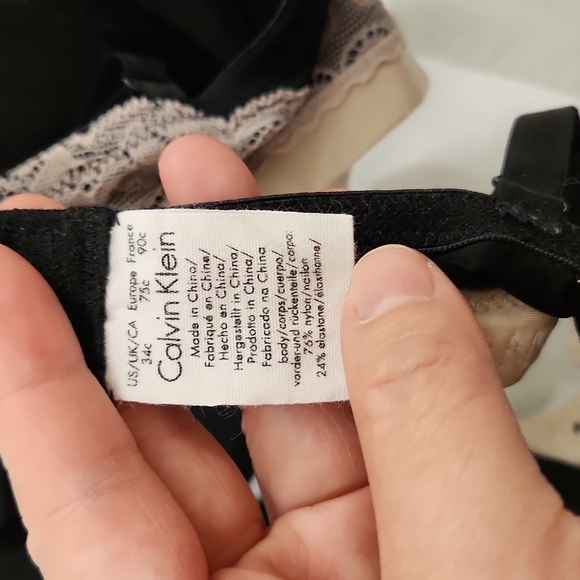 US/UK/CA Europe France
34c 75c 90c
Calvin Klein
Made in China/
Fabriqué en Chine/
Hecho en China/
Hergestellt in China/
Prodotto in China/
Fabricado na China
body/corps/cuerpo/
vorder-und rückenteile/corpo:
76% nylon/náilon
24% elastane/élasthanne/